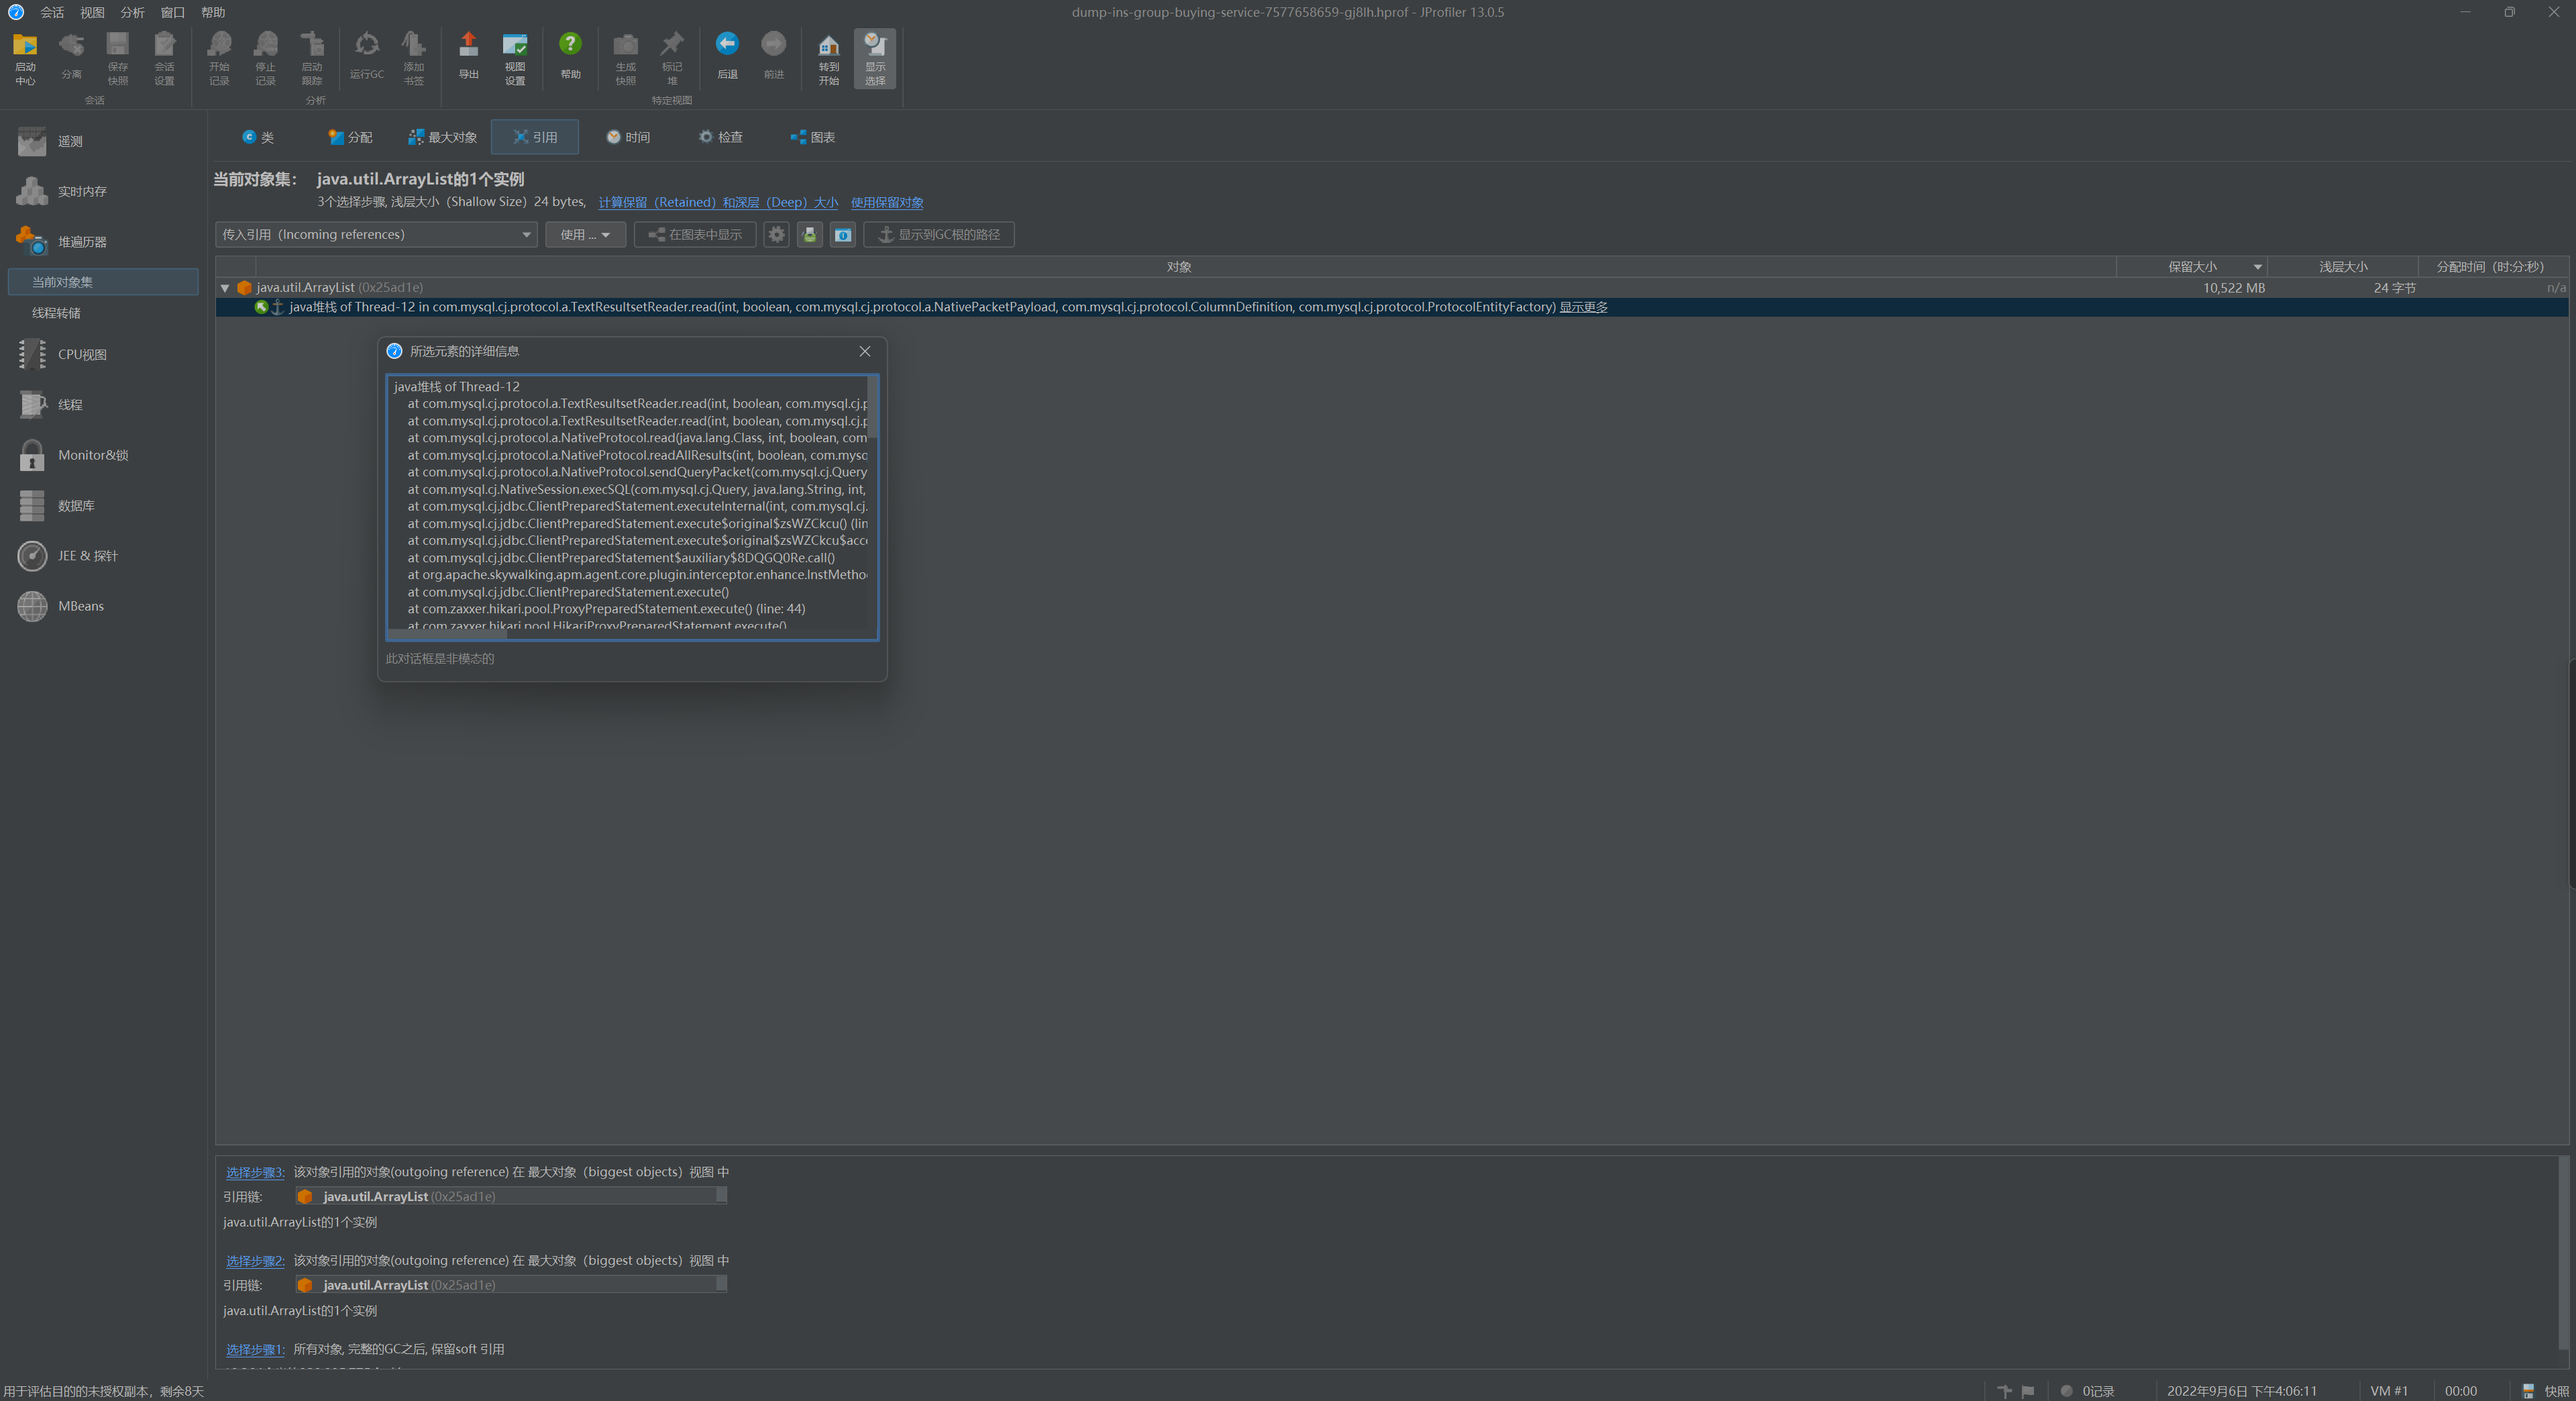 会话 视图 分析 窗口 帮助
dump-ins-group-buying-service-7577658659-gj8lh.hprof - JProfiler 13.0.5
启动中心 分离 保存快照 会话设置 开始记录 停止记录 启动跟踪 运行GC 添加书签 导出 视图设置 帮助 生成快照 标记堆 后退 前进 转到开始 显示选择
会话 分析 特定视图
遥测
实时内存
堆遍历器
当前对象集
线程转储
CPU视图
线程
Monitor&锁
数据库
JEE & 探针
MBeans
类 分配 最大对象 引用 时间 检查 图表
当前对象集： java.util.ArrayList的1个实例
3个选择步骤, 浅层大小（Shallow Size）24 bytes, 计算保留（Retained）和深层（Deep）大小 使用保留对象
传入引用（Incoming references） 使用 ... 在图表中显示 显示到GC根的路径
对象 保留大小 浅层大小 分配时间（时:分:秒）
java.util.ArrayList (0x25ad1e) 10,522 MB 24 字节 n/a
java堆栈 of Thread-12 in com.mysql.cj.protocol.a.TextResultsetReader.read(int, boolean, com.mysql.cj.protocol.a.NativePacketPayload, com.mysql.cj.protocol.ColumnDefinition, com.mysql.cj.protocol.ProtocolEntityFactory) 显示更多
所选元素的详细信息
java堆栈 of Thread-12
at com.mysql.cj.protocol.a.TextResultsetReader.read(int, boolean, com.mysql.cj.p
at com.mysql.cj.protocol.a.TextResultsetReader.read(int, boolean, com.mysql.cj.p
at com.mysql.cj.protocol.a.NativeProtocol.read(java.lang.Class, int, boolean, com
at com.mysql.cj.protocol.a.NativeProtocol.readAllResults(int, boolean, com.mysq
at com.mysql.cj.protocol.a.NativeProtocol.sendQueryPacket(com.mysql.cj.Query
at com.mysql.cj.NativeSession.execSQL(com.mysql.cj.Query, java.lang.String, int,
at com.mysql.cj.jdbc.ClientPreparedStatement.executeInternal(int, com.mysql.cj.
at com.mysql.cj.jdbc.ClientPreparedStatement.execute$original$zsWZCkcu() (lin
at com.mysql.cj.jdbc.ClientPreparedStatement.execute$original$zsWZCkcu$acc
at com.mysql.cj.jdbc.ClientPreparedStatement$auxiliary$8DQGQ0Re.call()
at org.apache.skywalking.apm.agent.core.plugin.interceptor.enhance.InstMetho
at com.mysql.cj.jdbc.ClientPreparedStatement.execute()
at com.zaxxer.hikari.pool.ProxyPreparedStatement.execute() (line: 44)
at com.zaxxer.hikari.pool.HikariProxyPreparedStatement.execute()
此对话框是非模态的
选择步骤3: 该对象引用的对象(outgoing reference) 在 最大对象（biggest objects）视图 中
引用链: java.util.ArrayList (0x25ad1e)
java.util.ArrayList的1个实例
选择步骤2: 该对象引用的对象(outgoing reference) 在 最大对象（biggest objects）视图 中
引用链: java.util.ArrayList (0x25ad1e)
java.util.ArrayList的1个实例
选择步骤1: 所有对象, 完整的GC之后, 保留soft 引用
用于评估目的的未授权副本，剩余8天
0记录 2022年9月6日 下午4:06:11 VM #1 00:00 快照